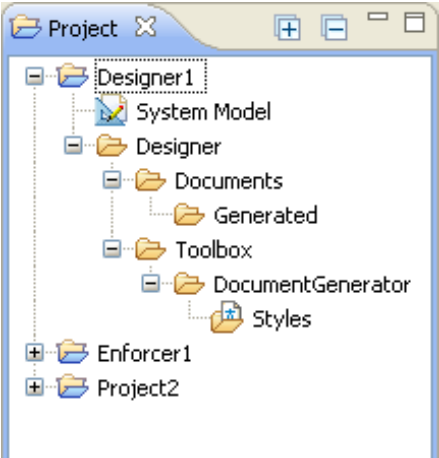 Project
Designer1
System Model
Designer
Documents
Generated
Toolbox
DocumentGenerator
Styles
Enforcer1
Project2